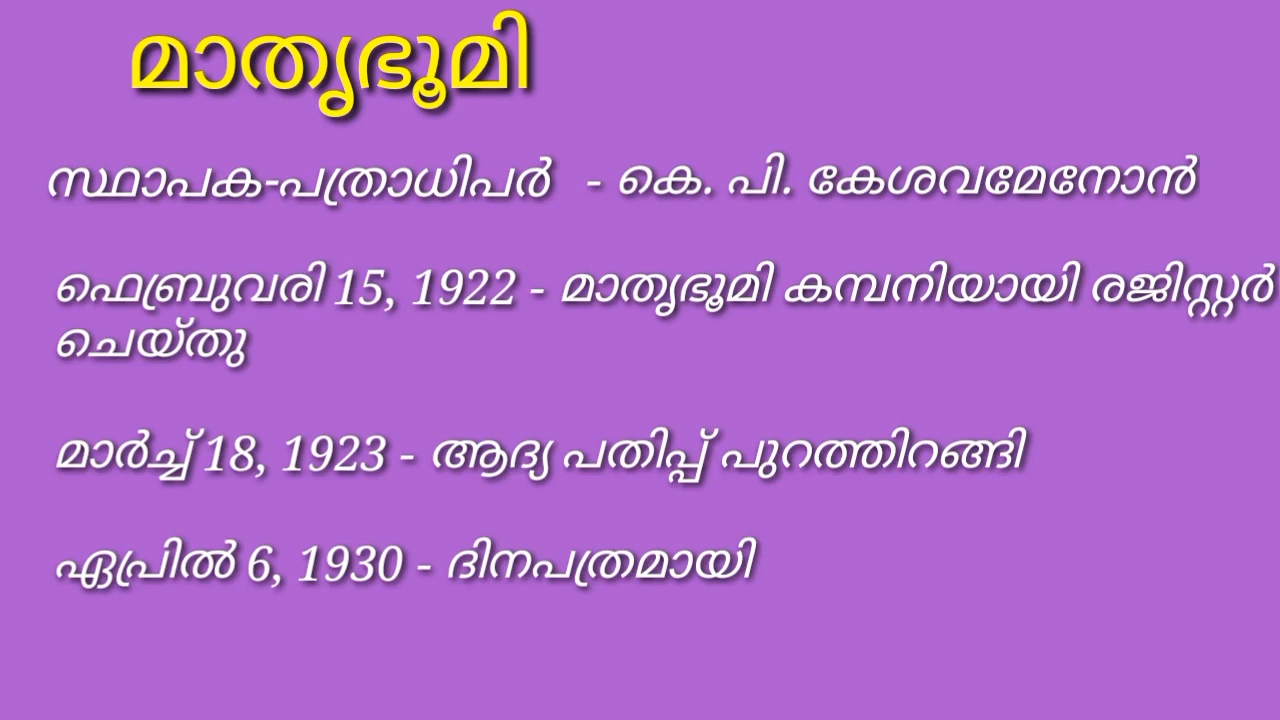 മാതൃഭൂമി
സ്ഥാപക-പത്രാധിപർ - കെ. പി. കേശവമേനോൻ
ഫെബ്രുവരി 15, 1922 - മാതൃഭൂമി കമ്പനിയായി രജിസ്റ്റർ
ചെയ്തു
മാർച്ച് 18, 1923 - ആദ്യ പതിപ്പ് പുറത്തിറങ്ങി
ഏപ്രിൽ 6, 1930 - ദിനപത്രമായി